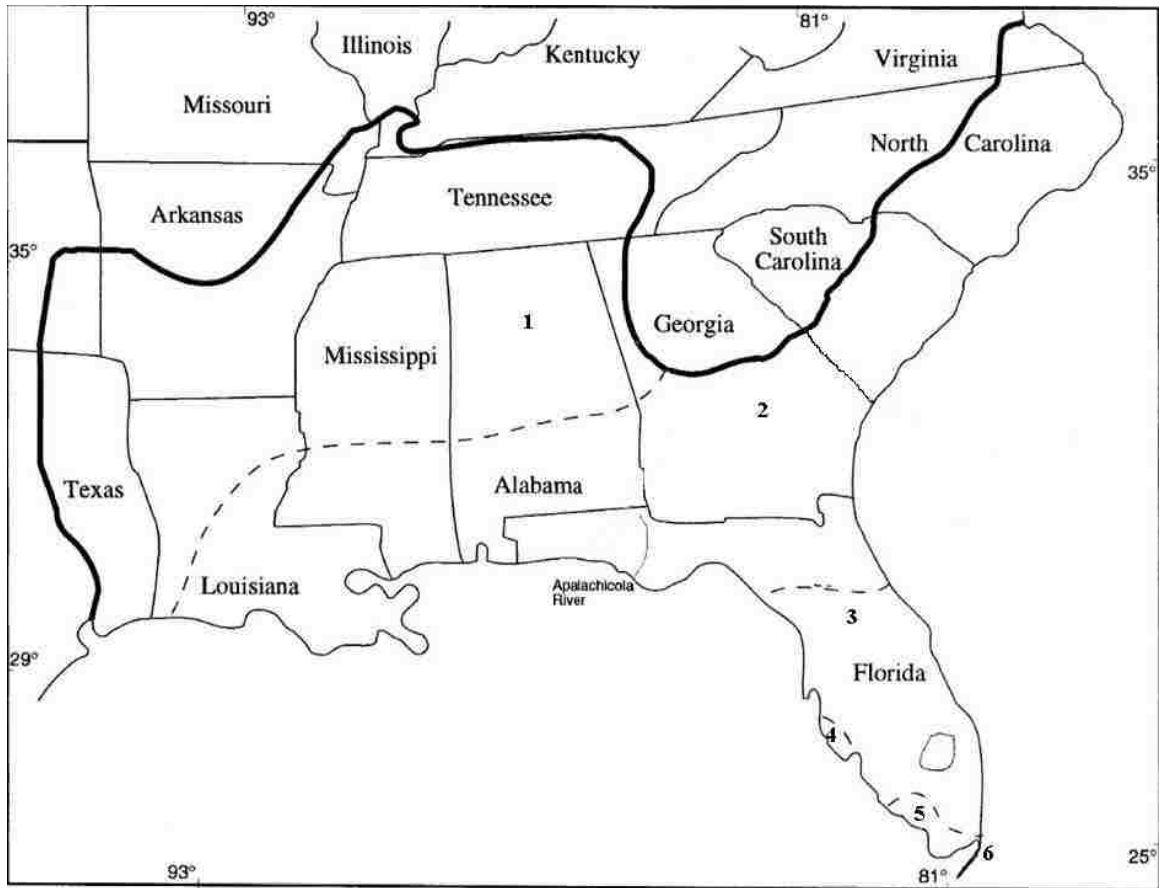 93°
81°
Illinois
Kentucky
Virginia
Missouri
North
Carolina
35°
Arkansas
Tennessee
35°
South
Carolina
1
Georgia
Mississippi
2
Texas
Alabama
Louisiana
Apalachicola
River
3
29°
Florida
4
5
6
25°
93°
81°